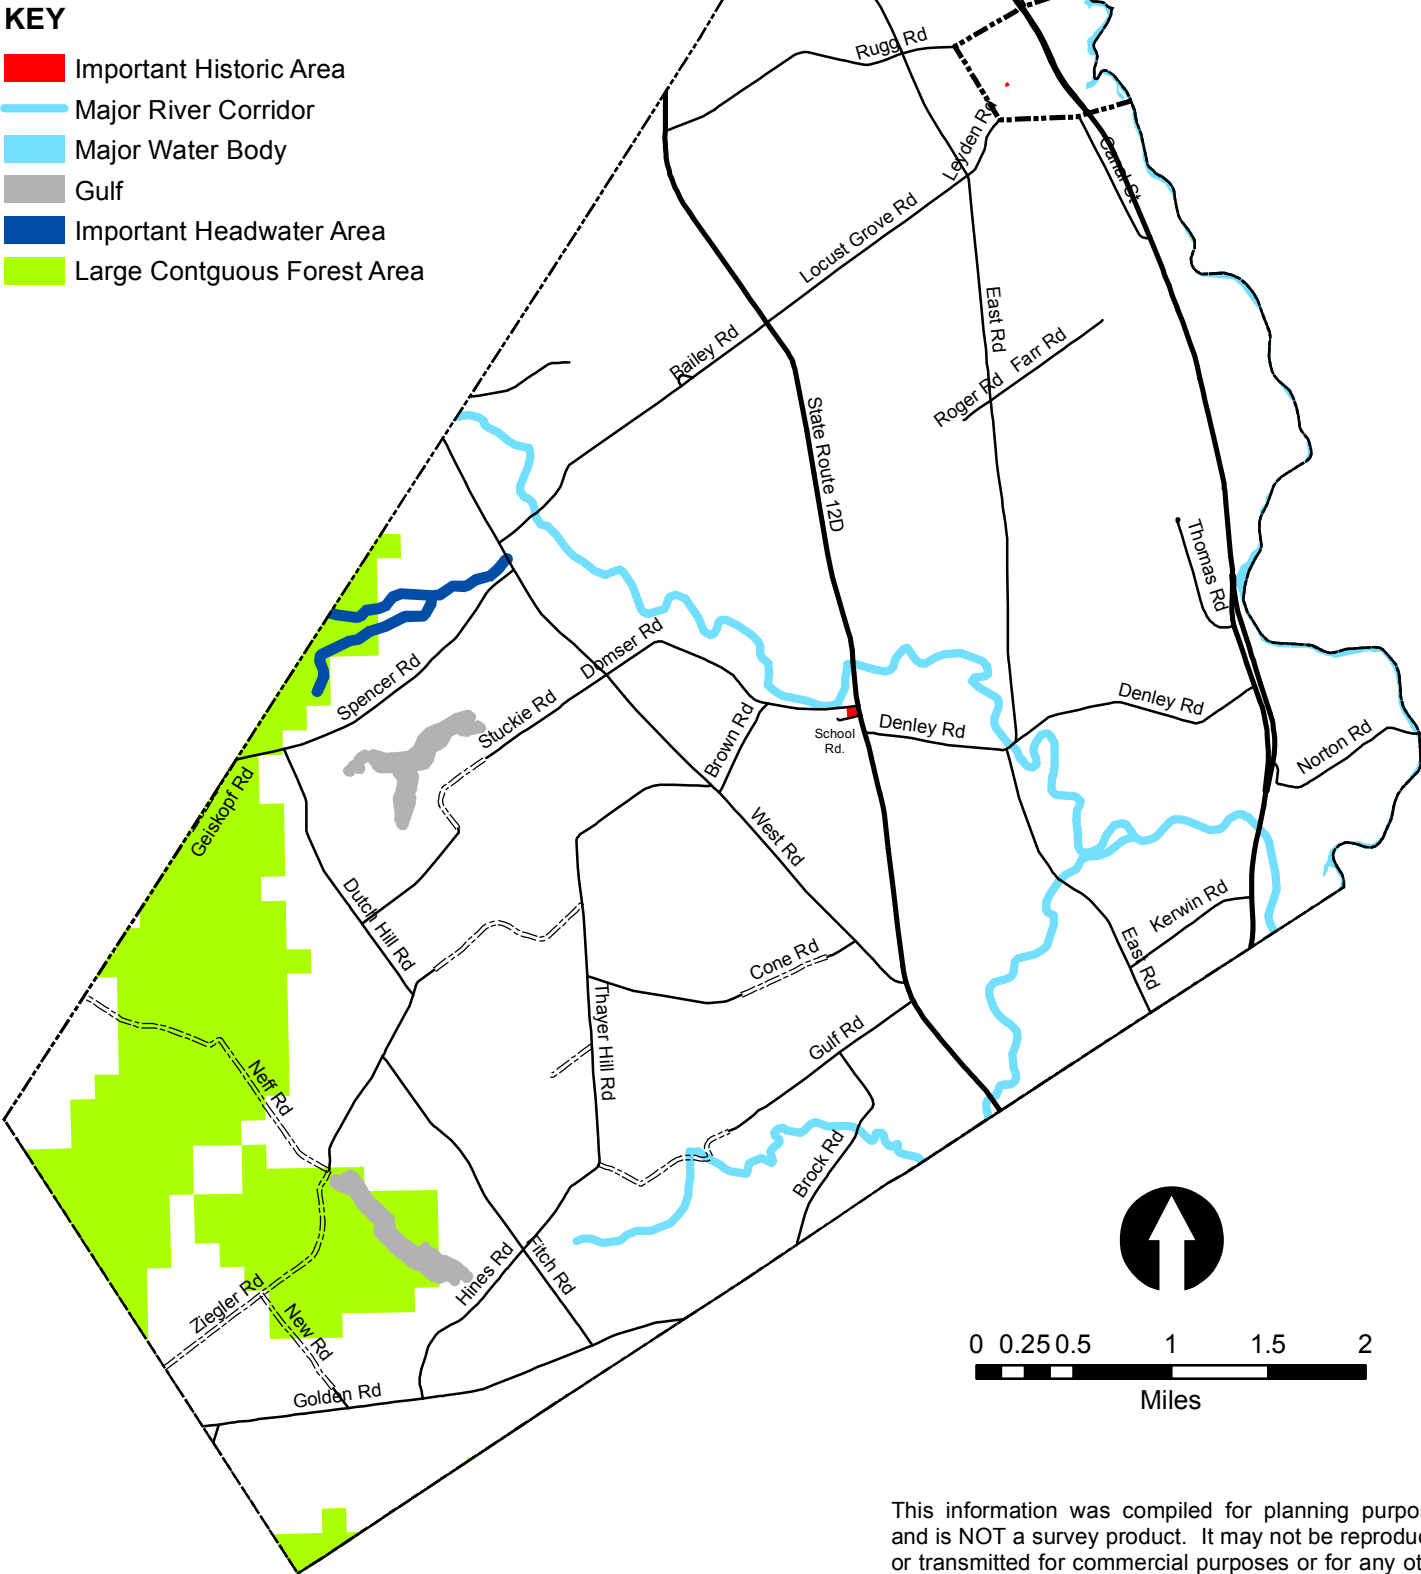 KEY
Important Historic Area
Major River Corridor
Major Water Body
Gulf
Important Headwater Area
Large Contguous Forest Area
Rugg Rd
Leyden Rd
Canal St
Locust Grove Rd
East Rd
Bailey Rd
Roger Rd
Farr Rd
State Route 12D
Thomas Rd
Domser Rd
Spencer Rd
Stuckie Rd
Brown Rd
School
Rd.
Denley Rd
Denley Rd
Norton Rd
Geiskopf Rd
West Rd
Dutch Hill Rd
Kerwin Rd
East Rd
Cone Rd
Thayer Hill Rd
Gulf Rd
Neff Rd
Brock Rd
Hines Rd
Fitch Rd
Ziegler Rd
New Rd
Golden Rd
0 0.25 0.5 1 1.5 2
Miles
This information was compiled for planning purpos
and is NOT a survey product. It may not be reproduc
or transmitted for commercial purposes or for any ot